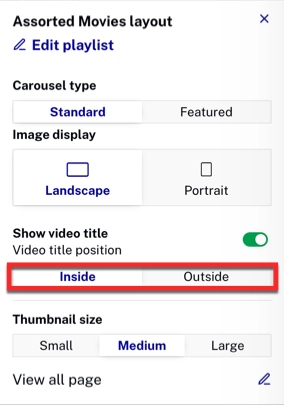 Assorted Movies layout
Edit playlist
Carousel type
Standard Featured
Image display
Landscape Portrait
Show video title
Video title position
Inside Outside
Thumbnail size
Small Medium Large
View all page